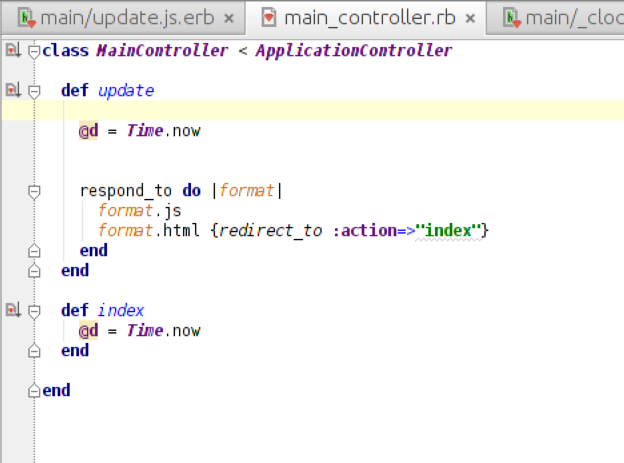 main/update.js.erb × main_controller.rb × main/_cloc
class MainController < ApplicationController
def update
@d = Time.now
respond_to do |format|
format.js
format.html {redirect_to :action=>"index"}
end
end
def index
@d = Time.now
end
end